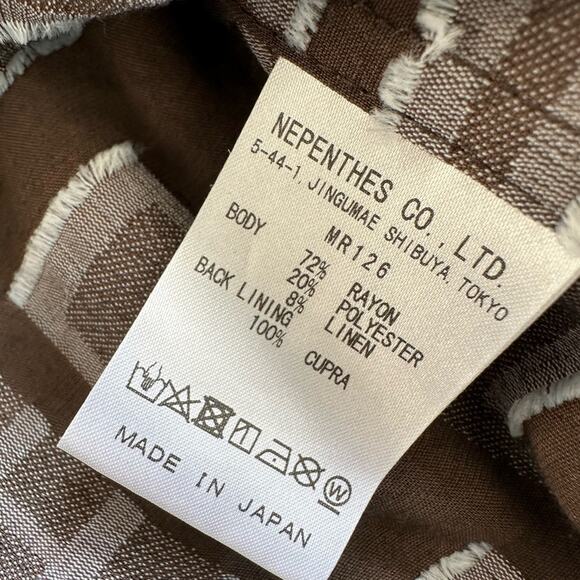 NEPENTHES CO., LTD.
5-44-1, JINGUMAE SHIBUYA, TOKYO
MR126
BODY 72% RAYON
20% POLYESTER
8% LINEN
BACK LINING
100% CUPRA
W
MADE IN JAPAN